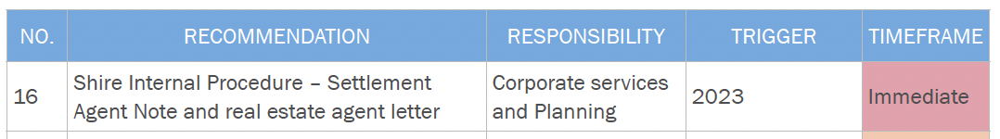 NO. RECOMMENDATION RESPONSIBILITY TRIGGER TIMEFRAME
16 Shire Internal Procedure – Settlement Agent Note and real estate agent letter Corporate services and Planning 2023 Immediate